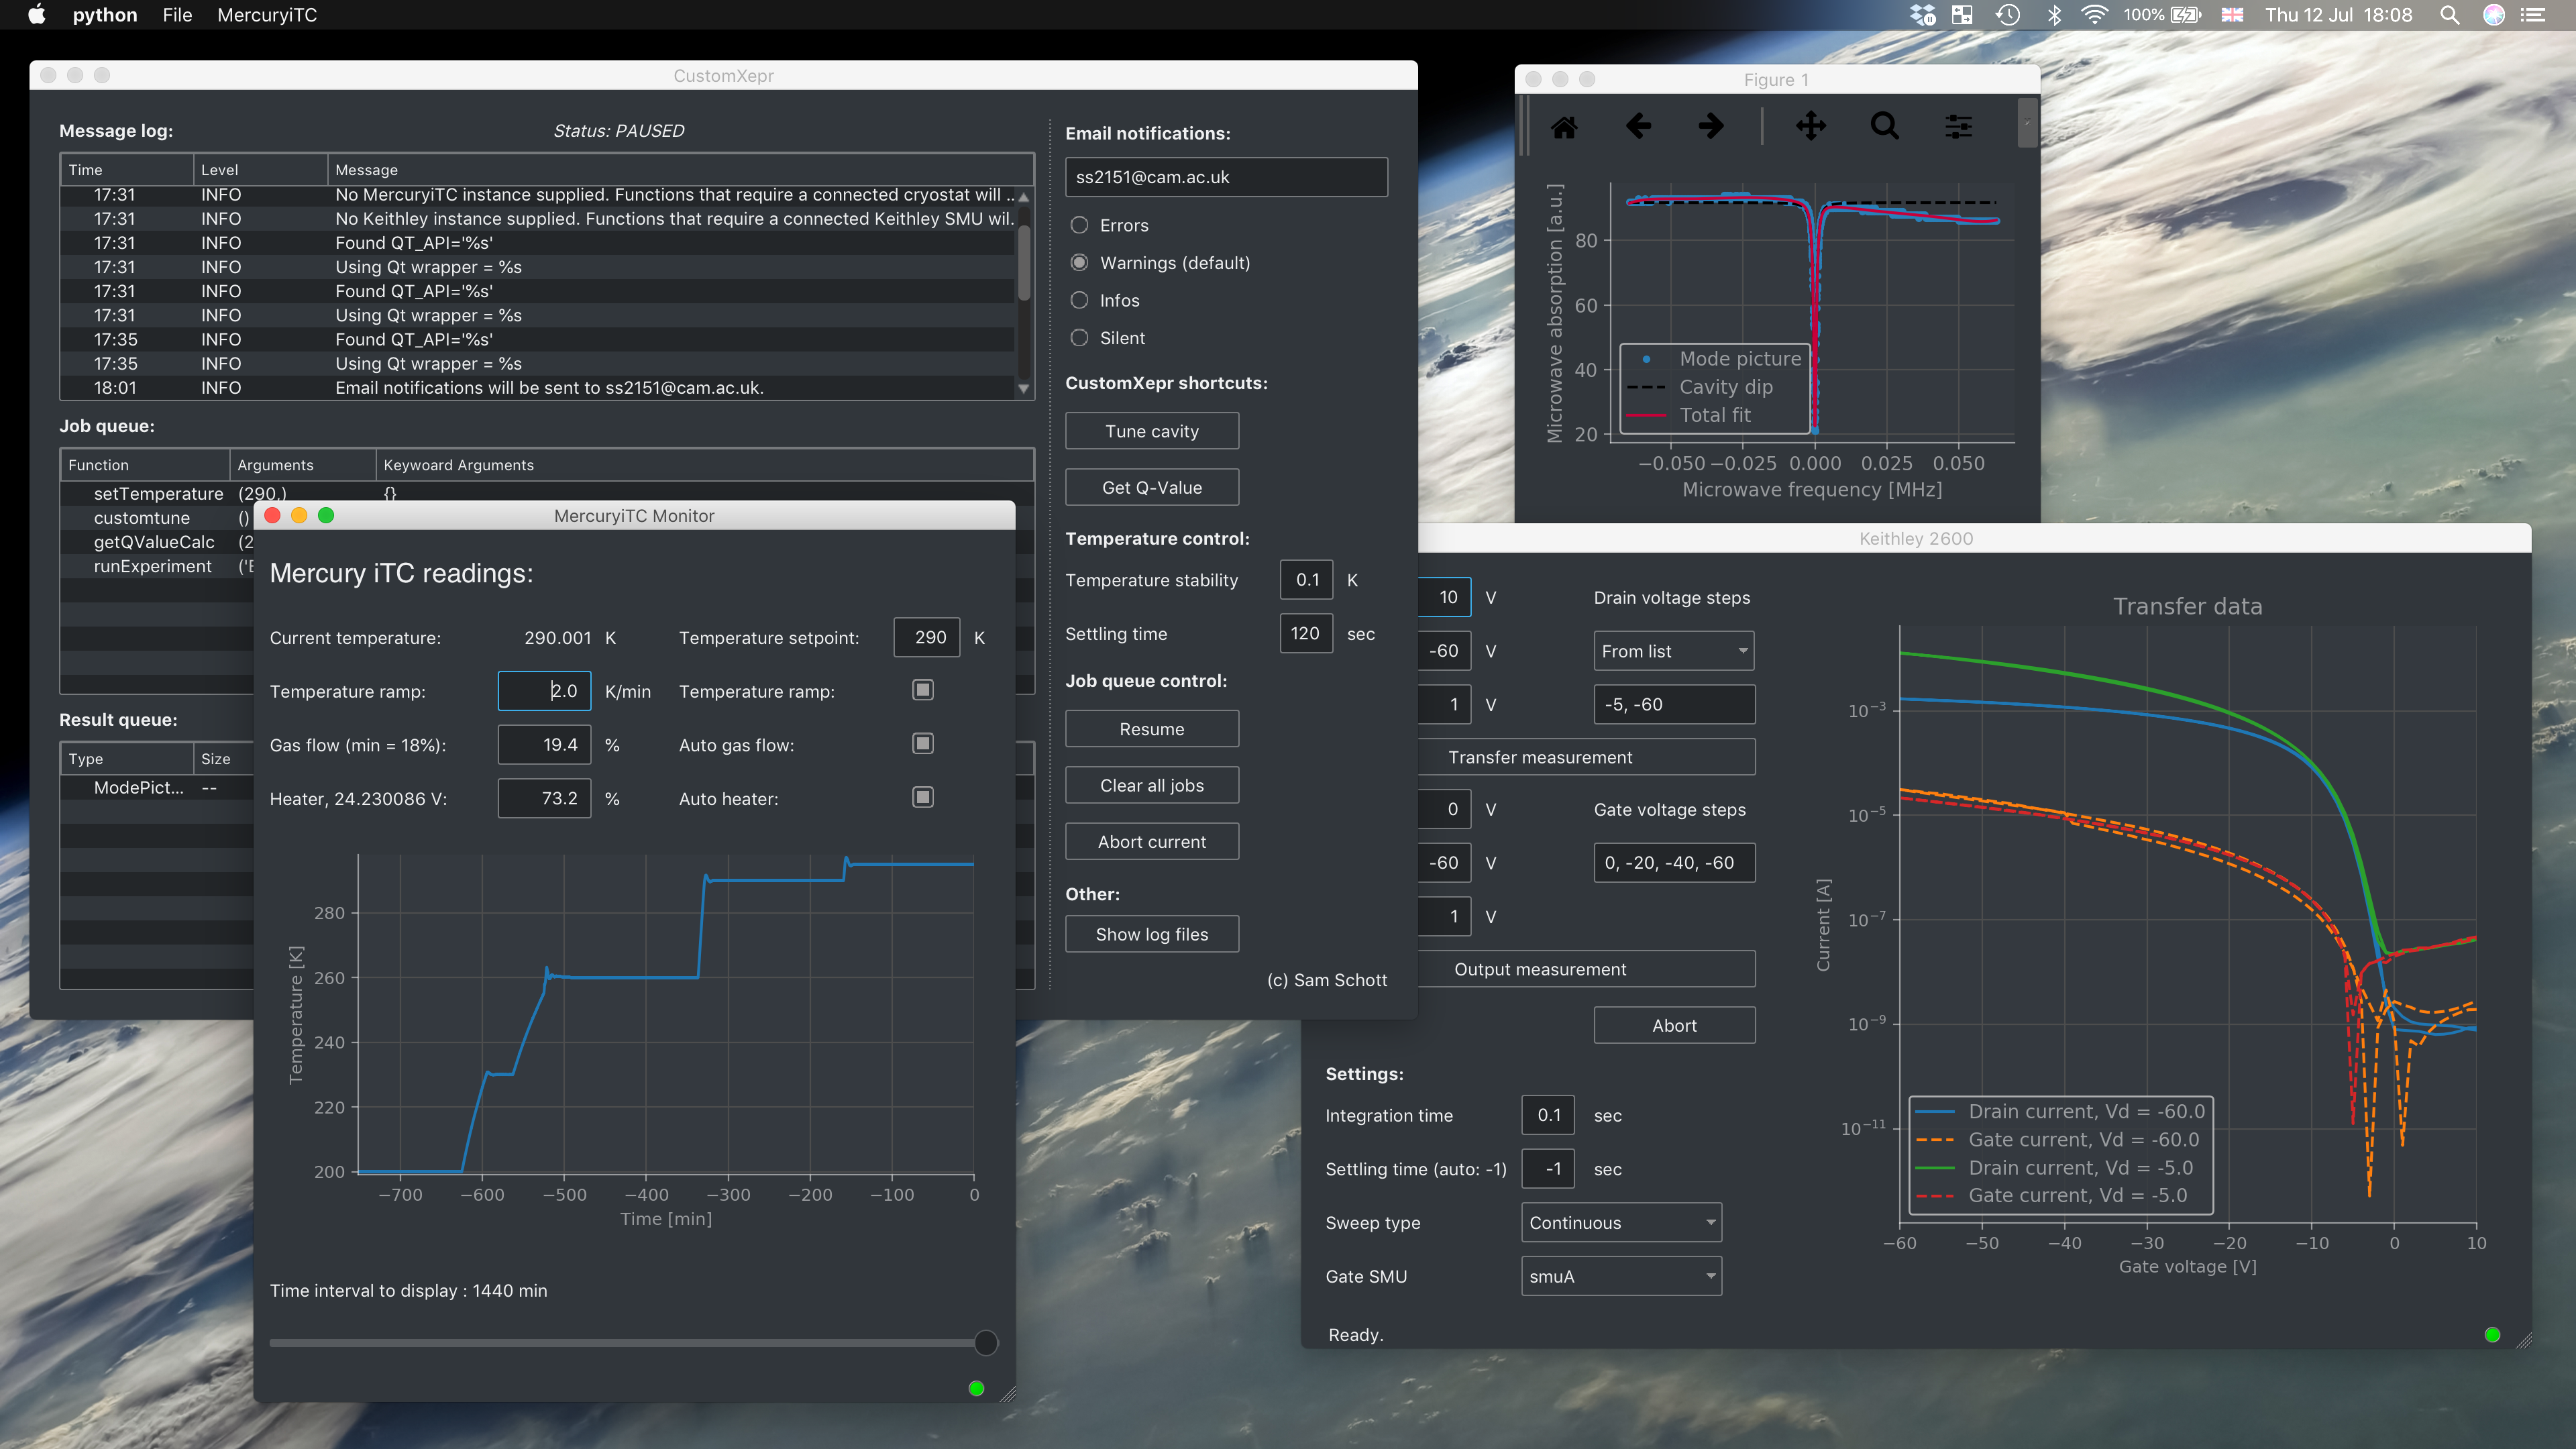 python File MercuryiTC 100% Thu 12 Jul 18:08
CustomXepr
Message log: Status: PAUSED
Time Level Message
17:31 INFO No MercuryiTC instance supplied. Functions that require a connected cryostat will ..
17:31 INFO No Keithley instance supplied. Functions that require a connected Keithley SMU wil.
17:31 INFO Found QT_API='%s'
17:31 INFO Using Qt wrapper = %s
17:31 INFO Found QT_API='%s'
17:31 INFO Using Qt wrapper = %s
17:35 INFO Found QT_API='%s'
17:35 INFO Using Qt wrapper = %s
18:01 INFO Email notifications will be sent to ss2151@cam.ac.uk.
Job queue:
Function Arguments Keywoard Arguments
setTemperature (290,) {}
customtune ()
getQValueCalc (2
runExperiment
Result queue:
Type Size
ModePict... --
Email notifications:
ss2151@cam.ac.uk
Errors
Warnings (default)
Infos
Silent
CustomXepr shortcuts:
Tune cavity
Get Q-Value
Temperature control:
Temperature stability 0.1 K
Settling time 120 sec
Job queue control:
Resume
Clear all jobs
Abort current
Other:
Show log files
(c) Sam Schott
MercuryiTC Monitor
Mercury iTC readings:
Current temperature: 290.001 K Temperature setpoint: 290 K
Temperature ramp: 2.0 K/min Temperature ramp:
Gas flow (min = 18%): 19.4 % Auto gas flow:
Heater, 24.230086 V: 73.2 % Auto heater:
Temperature [K]
280
260
240
220
200
−700 −600 −500 −400 −300 −200 −100 0
Time [min]
Time interval to display : 1440 min
Figure 1
Microwave absorption [a.u.]
80
60
40
20
Mode picture
Cavity dip
Total fit
−0.050 −0.025 0.000 0.025 0.050
Microwave frequency [MHz]
Keithley 2600
10 V Drain voltage steps
-60 V From list
1 V -5, -60
Transfer measurement
0 V Gate voltage steps
-60 V 0, -20, -40, -60
1 V
Output measurement
Abort
Settings:
Integration time 0.1 sec
Settling time (auto: -1) -1 sec
Sweep type Continuous
Gate SMU smuA
Ready.
Transfer data
Current [A]
10−3
10−5
10−7
10−9
10−11
Drain current, Vd = -60.0
Gate current, Vd = -60.0
Drain current, Vd = -5.0
Gate current, Vd = -5.0
−60 −50 −40 −30 −20 −10 0 10
Gate voltage [V]